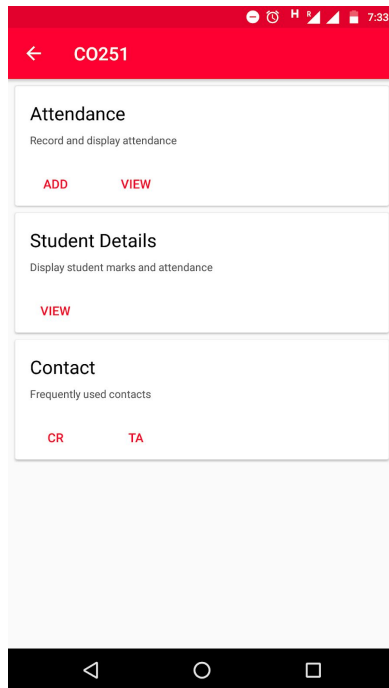 H R 7:33
CO251
Attendance
Record and display attendance
ADD VIEW
Student Details
Display student marks and attendance
VIEW
Contact
Frequently used contacts
CR TA